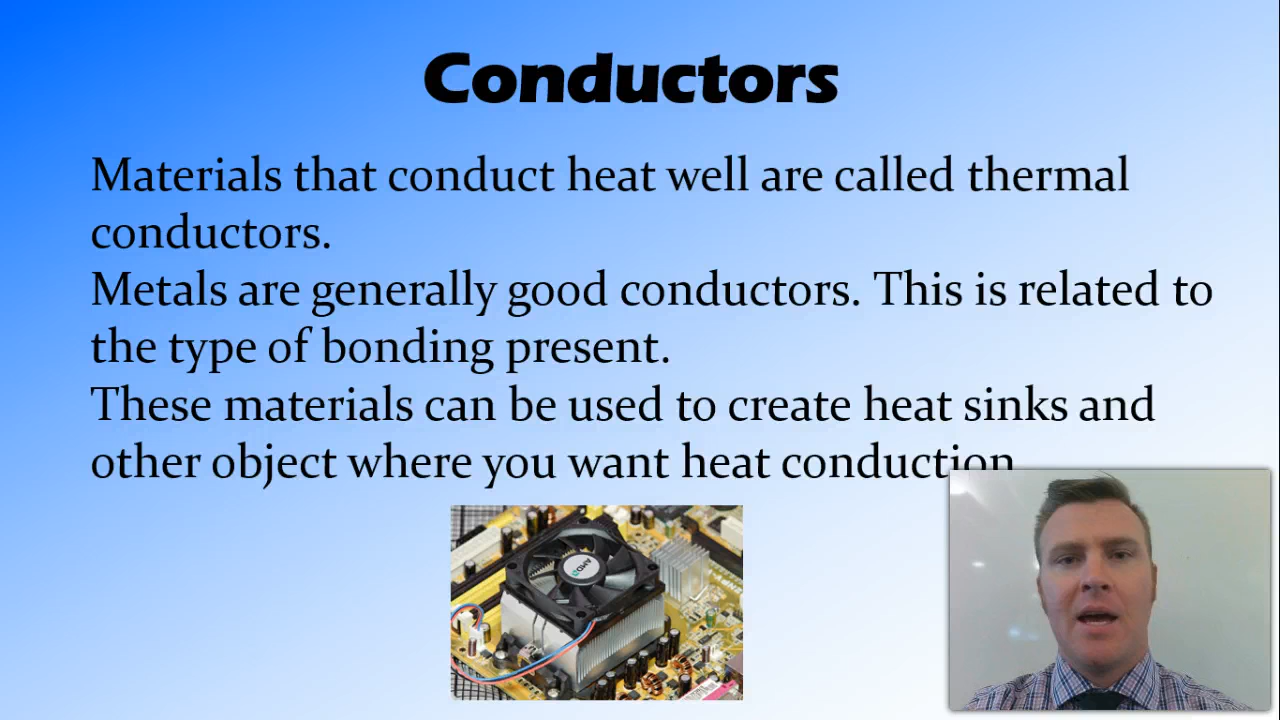 Conductors
Materials that conduct heat well are called thermal
conductors.
Metals are generally good conductors. This is related to
the type of bonding present.
These materials can be used to create heat sinks and
other object where you want heat conduction
AMD